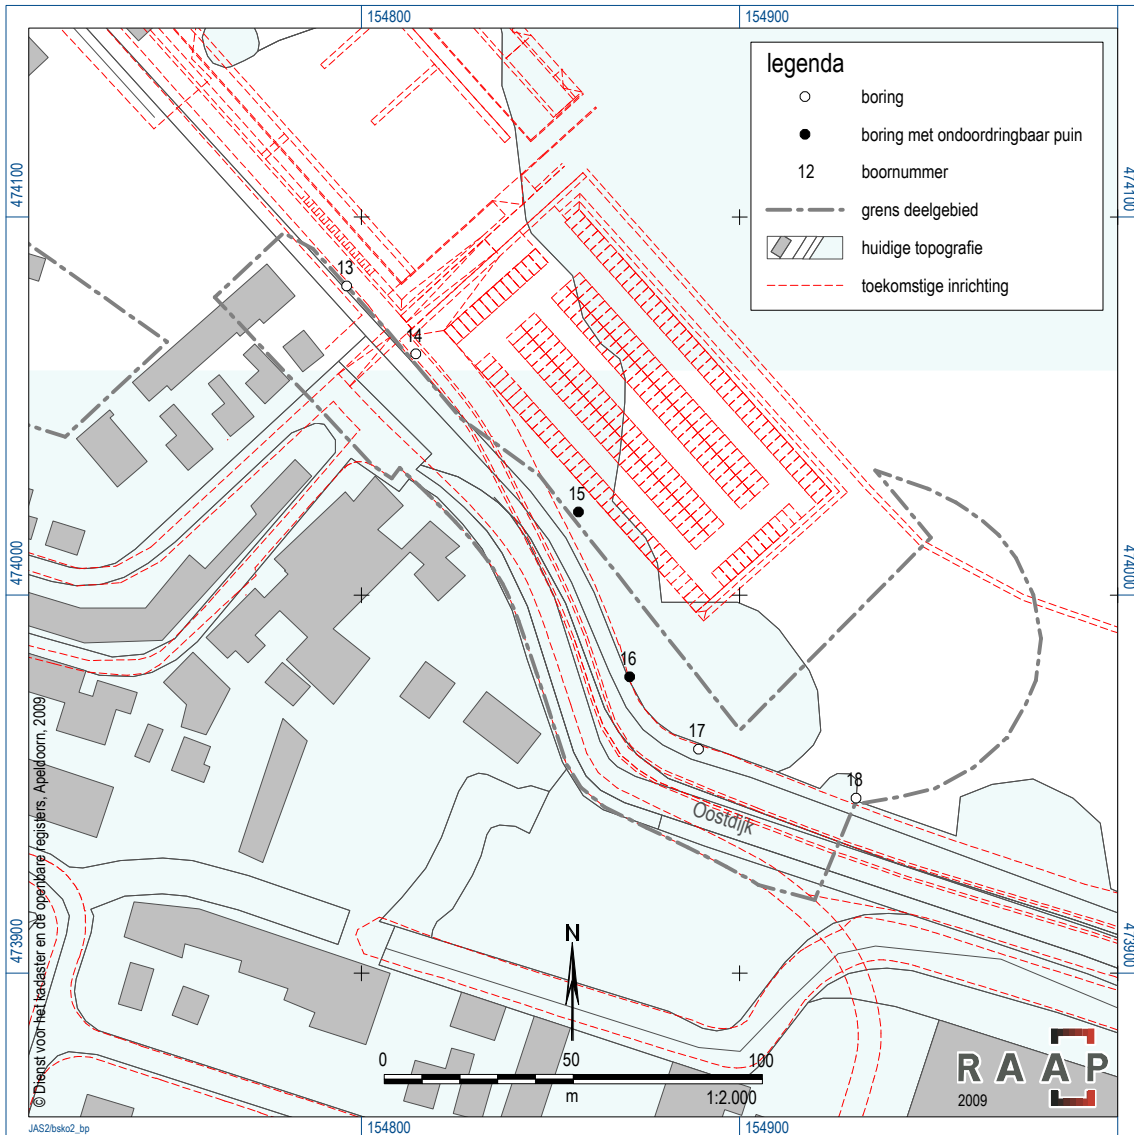 154800
154900
legenda
boring
boring met ondoordringbaar puin
12 boornummer
grens deelgebied
huidige topografie
toekomstige inrichting
474100
474100
13
14
15
474000
474000
16
17
18
Oostdijk
© Dienst voor het kadaster en de openbare registers, Apeldoorn, 2009
473900
473900
N
0 50 100
m 1:2.000
RAAP
2009
JAS2/bsko2_bp
154800
154900